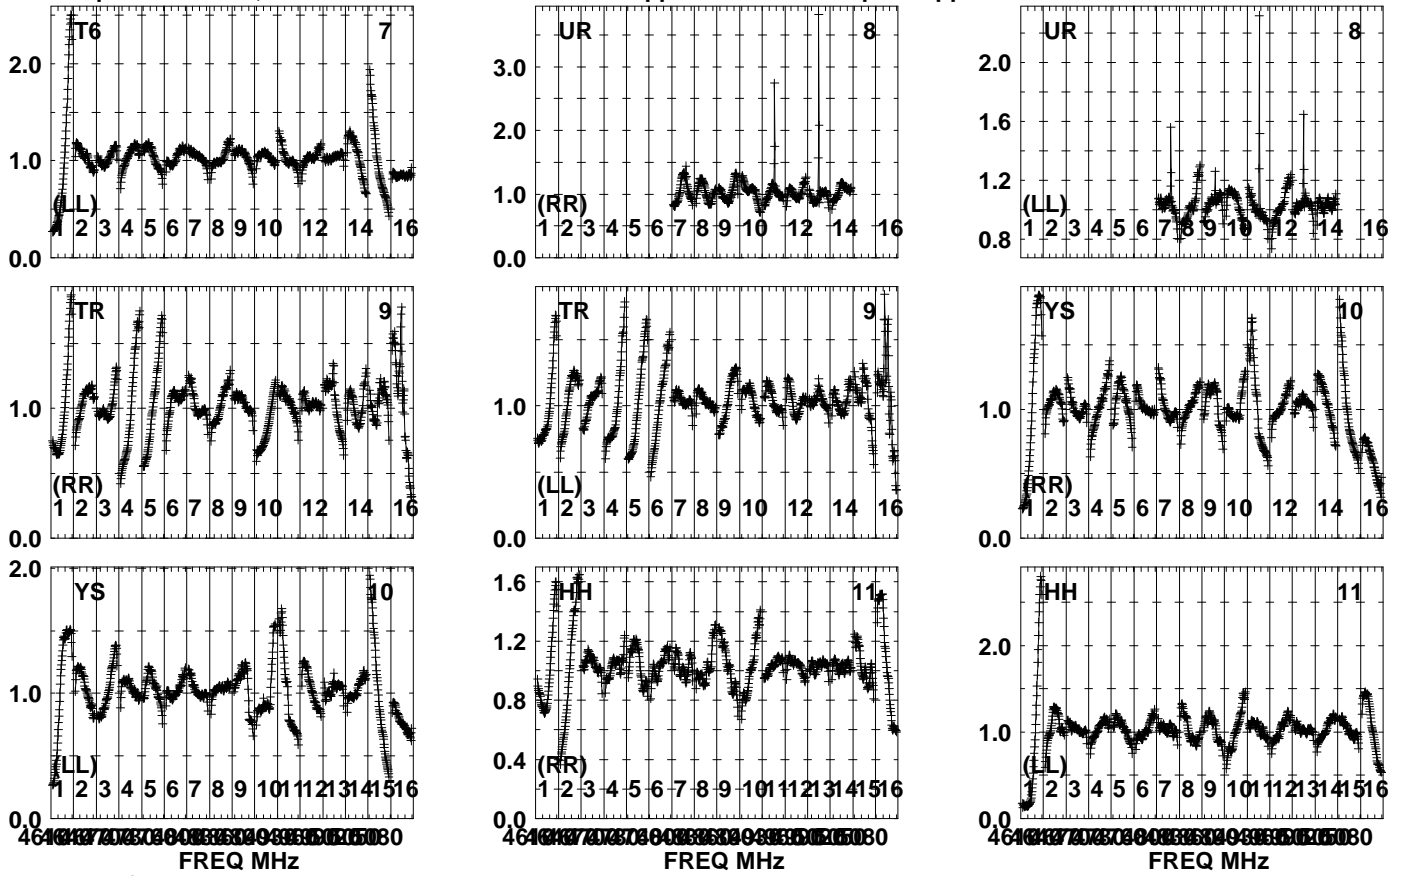 T6 7
2.0
1.0
(LL)
1 2 3 4 5 6 7 8 9 10 12 14 16
0.0
UR 8
3.0
2.0
1.0
(RR)
1 2 3 4 5 6 7 8 9 10 12 14 16
0.0
UR 8
2.0
1.6
1.2
(LL)
1 2 3 4 5 6 7 8 9 10 12 14 16
0.8
TR 9
1.0
(RR)
1 2 3 4 5 6 7 8 9 10 12 14 16
0.0
TR 9
1.0
(LL)
1 2 3 4 5 6 7 8 9 10 12 14 16
0.0
YS 10
1.0
(RR)
1 2 3 4 5 6 7 8 9 10 12 14 16
0.0
2.0
YS 10
1.0
(LL)
1 2 3 4 5 6 7 8 9 10 11 12 13 14 15 16
0.0
FREQ MHz
1.6
HH 11
1.2
0.8
(RR)
0.4
1 2 3 4 5 6 7 8 9 10 11 12 13 14 15 16
0.0
FREQ MHz
HH 11
2.0
1.0
(LL)
1 2 3 4 5 6 7 8 9 10 11 12 13 14 15 16
0.0
FREQ MHz